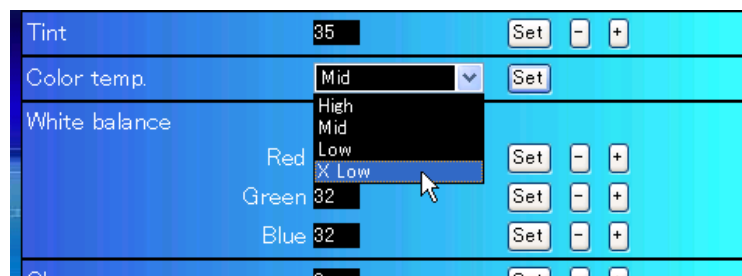 Tint 35 Set - +
Color temp. Mid Set
High
White balance Mid
Low
Red X Low Set - +
Green 32 Set - +
Blue 32 Set - +